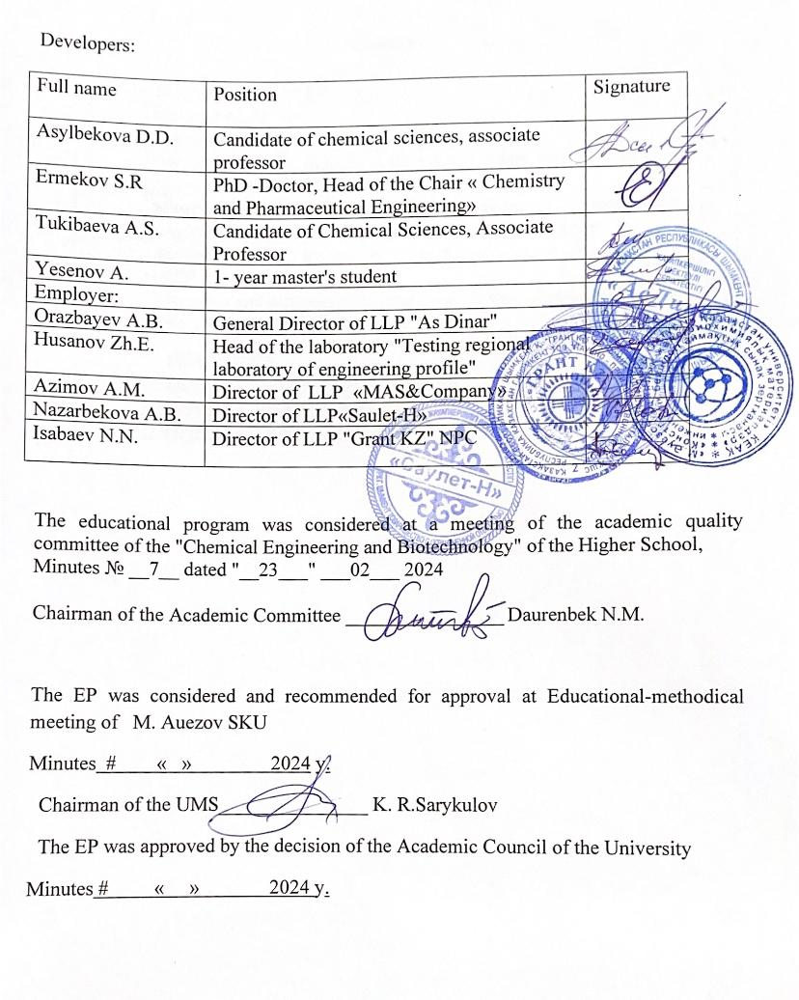 Developers:
Full name Position Signature
Asylbekova D.D. Candidate of chemical sciences, associate
professor
Ermekov S.R PhD -Doctor, Head of the Chair « Chemistry
and Pharmaceutical Engineering»
Tukibaeva A.S. Candidate of Chemical Sciences, Associate
Professor
Yesenov A. 1- year master's student
Employer:
Orazbayev A.B. General Director of LLP "As Dinar"
Husanov Zh.E. Head of the laboratory "Testing regional
laboratory of engineering profile"
Azimov A.M. Director of LLP «MAS&Company»
Nazarbekova A.B. Director of LLP«Saulet-H»
Isabaev N.N. Director of LLP "Grant KZ" NPC
«Саулет-Н»
The educational program was considered at a meeting of the academic quality
committee of the "Chemical Engineering and Biotechnology" of the Higher School,
Minutes № __7__ dated "__23___" ___02___ 2024
Chairman of the Academic Committee Daurenbek N.M.
The EP was considered and recommended for approval at Educational-methodical
meeting of M. Auezov SKU
Minutes # « » 2024 y.
Chairman of the UMS K. R.Sarykulov
The EP was approved by the decision of the Academic Council of the University
Minutes # « » 2024 y.